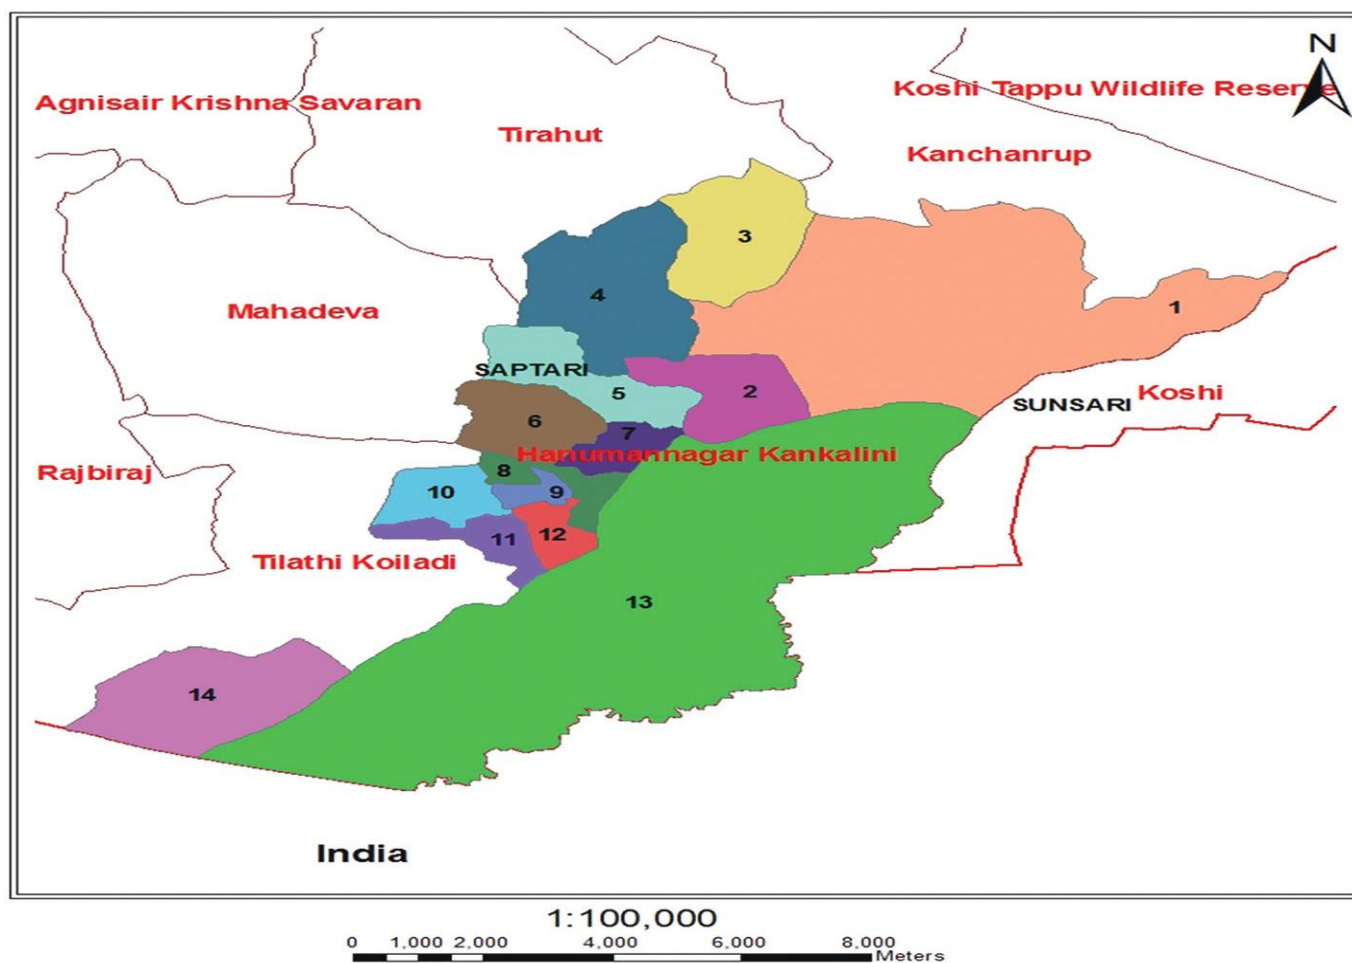 N
Koshi Tappu Wildlife Reserve
Agnisair Krishna Savaran
Tirahut
Kanchanrup
3
4
1
Mahadeva
SAPTARI
5
2
Koshi
SUNSARI
6
7
Hanumannagar Kankalini
Rajbiraj
8
10
9
11
12
Tilathi Koiladi
13
14
India
1:100,000
0 1,000 2,000 4,000 6,000 8,000
Meters